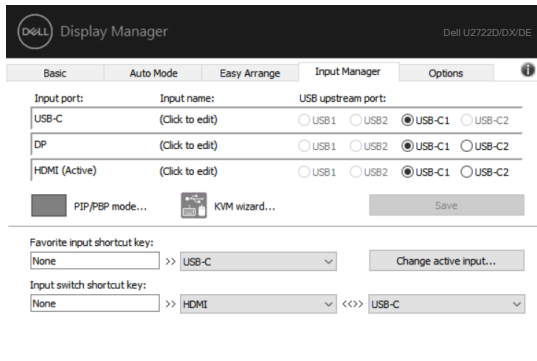 DELL Display Manager Dell U2722D/DX/DE
Basic Auto Mode Easy Arrange Input Manager Options
Input port: Input name: USB upstream port:
USB-C (Click to edit) USB1 USB2 USB-C1 USB-C2
DP (Click to edit) USB1 USB2 USB-C1 USB-C2
HDMI (Active) (Click to edit) USB1 USB2 USB-C1 USB-C2
PIP/PBP mode... KVM wizard... Save
Favorite input shortcut key:
None >> USB-C Change active input...
Input switch shortcut key:
None >> HDMI <<>> USB-C